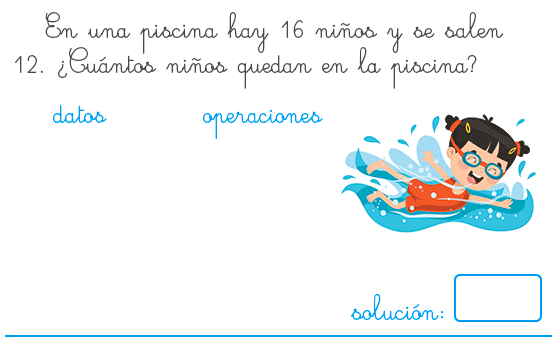 En una piscina hay 16 niños y se salen
12. ¿Cuántos niños quedan en la piscina?
datos operaciones
solución: